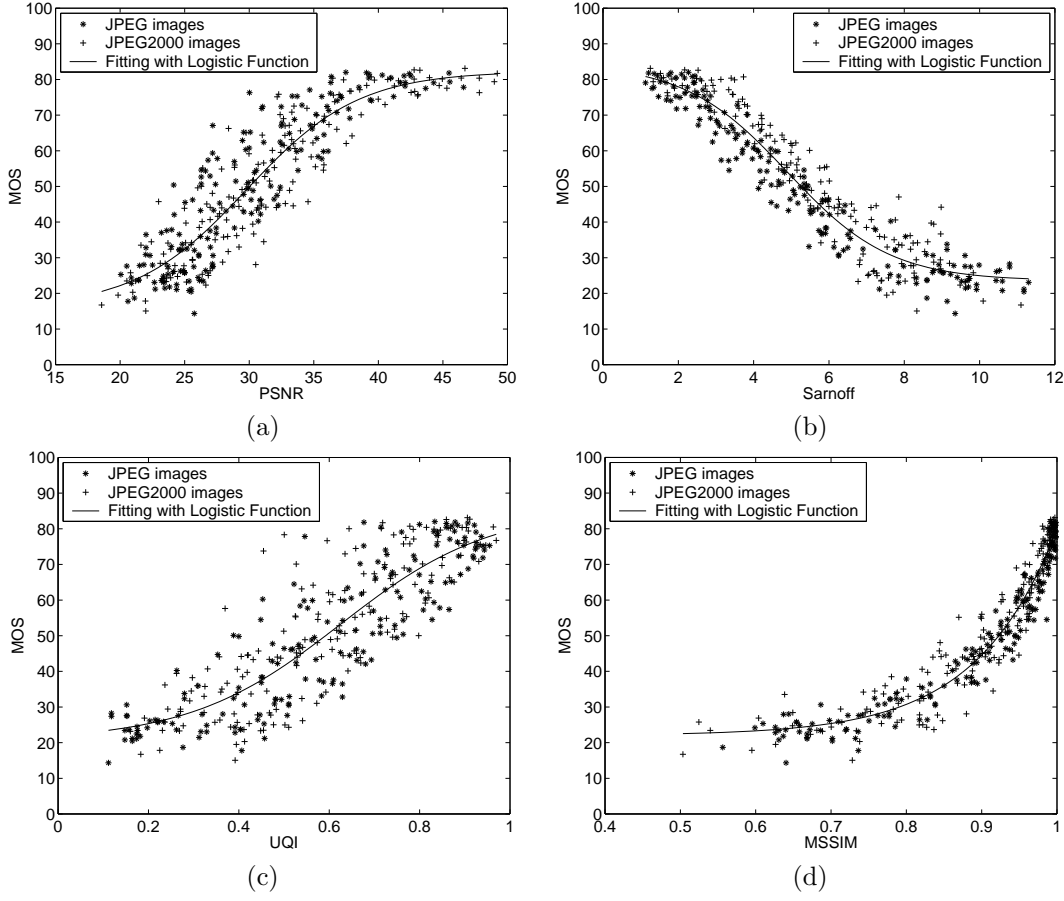 100
90
80
70
60
50
40
30
20
10
0
MOS
JPEG images
JPEG2000 images
Fitting with Logistic Function
15 20 25 30 35 40 45 50
PSNR
(a)
100
90
80
70
60
50
40
30
20
10
0
MOS
JPEG images
JPEG2000 images
Fitting with Logistic Function
0 2 4 6 8 10 12
Sarnoff
(b)
100
90
80
70
60
50
40
30
20
10
0
MOS
JPEG images
JPEG2000 images
Fitting with Logistic Function
0 0.2 0.4 0.6 0.8 1
UQI
(c)
100
90
80
70
60
50
40
30
20
10
0
MOS
JPEG images
JPEG2000 images
Fitting with Logistic Function
0.4 0.5 0.6 0.7 0.8 0.9 1
MSSIM
(d)